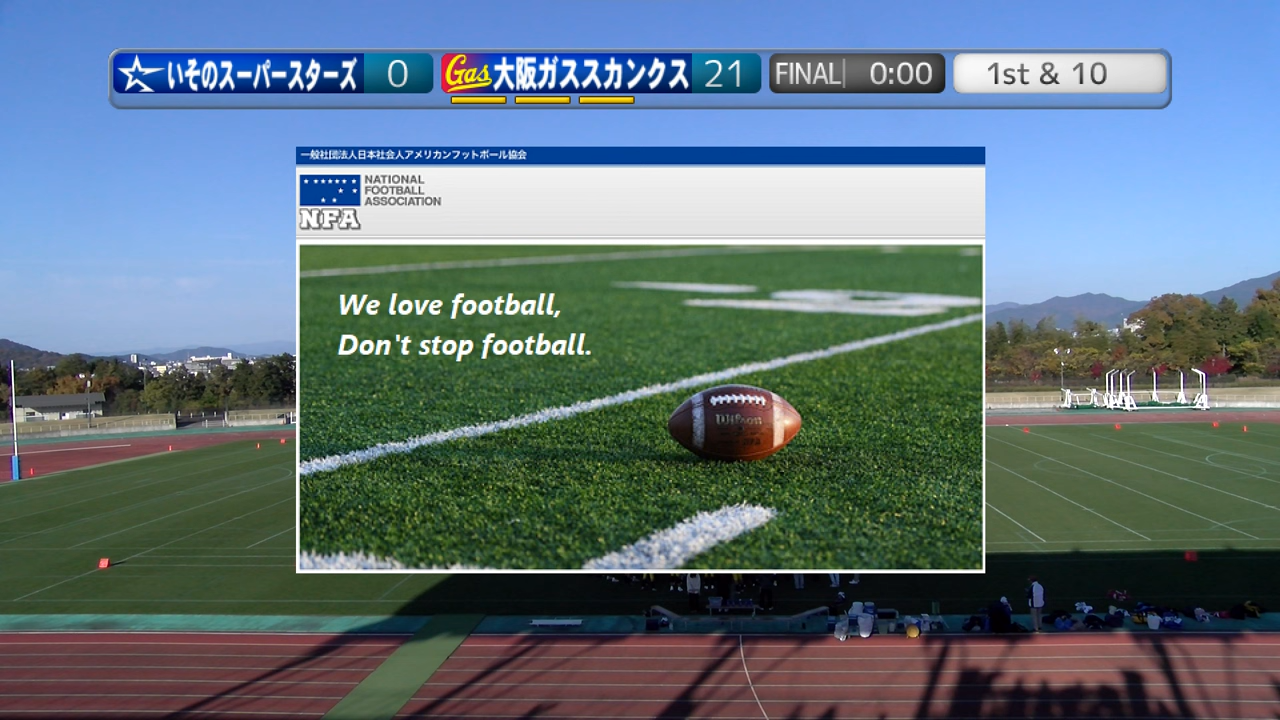 いそのスーパースターズ 0 Gas 大阪ガススカンクス 21 FINAL 0:00 1st & 10
一般社団法人日本社会人アメリカンフットボール協会
NATIONAL
FOOTBALL
ASSOCIATION
NFA
We love football,
Don't stop football.
Wilson